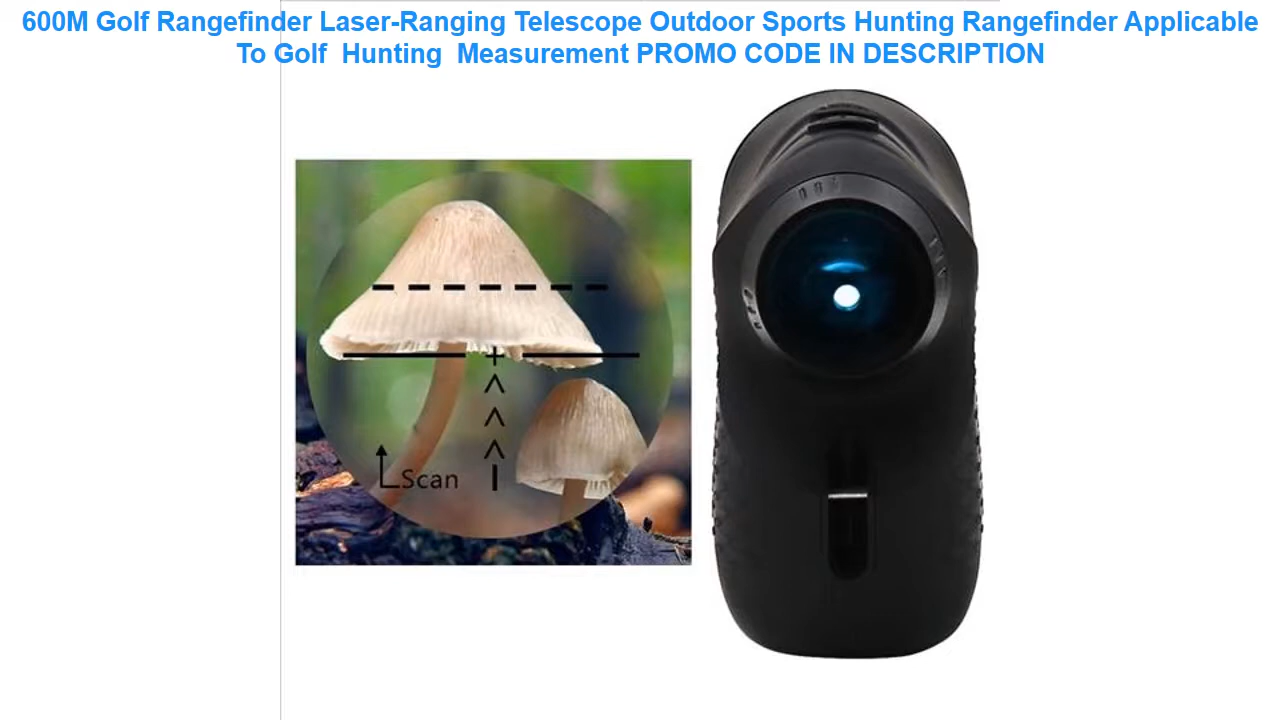 600M Golf Rangefinder Laser-Ranging Telescope Outdoor Sports Hunting Rangefinder Applicable
To Golf  Hunting  Measurement PROMO CODE IN DESCRIPTION
Scan